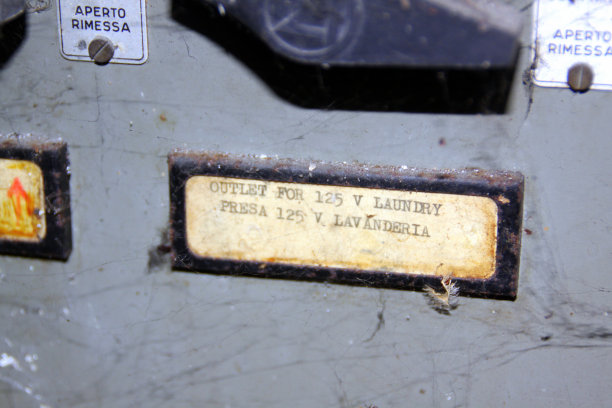 APERTO
RIMESSA
APERTO
RIMESSA
OUTLET FOR 125 V LAUNDRY
PRESA 125 V LAVANDERIA